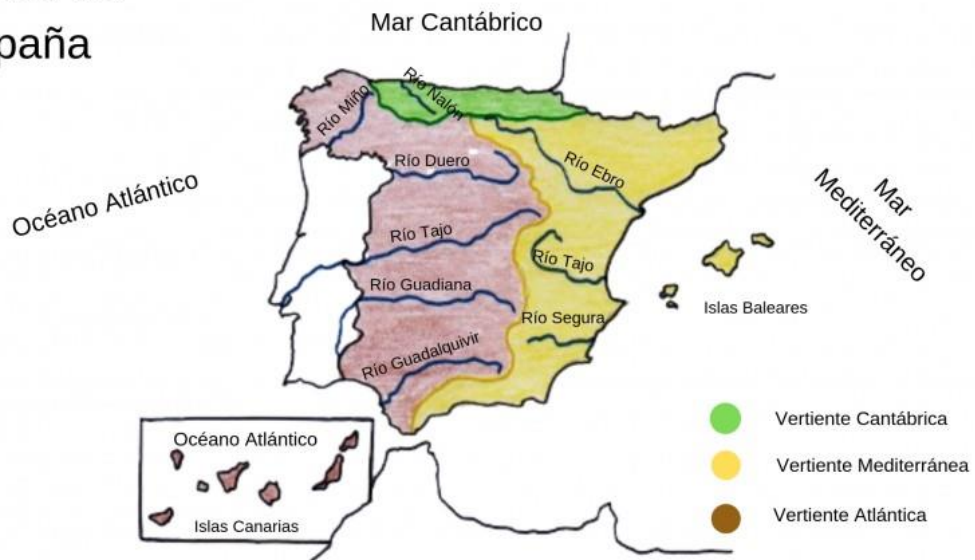 paña
Mar Cantábrico
Río Nalón
Río Miño
Río Duero
Río Ebro
Océano Atlántico
Mar
Mediterráneo
Río Tajo
Río Tajo
Río Guadiana
Islas Baleares
Río Segura
Río Guadalquivir
Vertiente Cantábrica
Océano Atlántico
Vertiente Mediterránea
Vertiente Atlántica
Islas Canarias